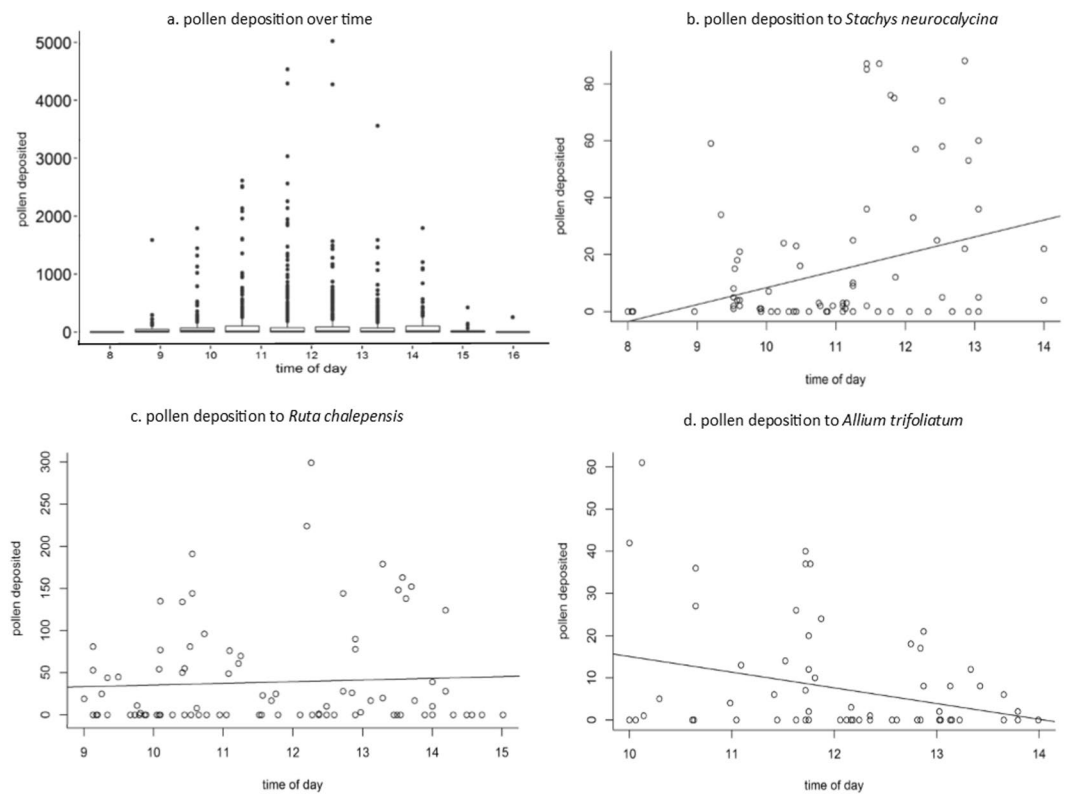 a. pollen deposition over time
pollen deposited
5000
4000
3000
2000
1000
0
8 9 10 11 12 13 14 15 16
time of day
b. pollen deposition to Stachys neurocalycina
pollen depositied
80
60
40
20
0
8 9 10 11 12 13 14
time of day
c. pollen deposition to Ruta chalepensis
pollen deposited
300
250
200
150
100
50
0
9 10 11 12 13 14 15
time of day
d. pollen deposition to Allium trifoliatum
pollen deposited
60
50
40
30
20
10
0
10 11 12 13 14
time of day